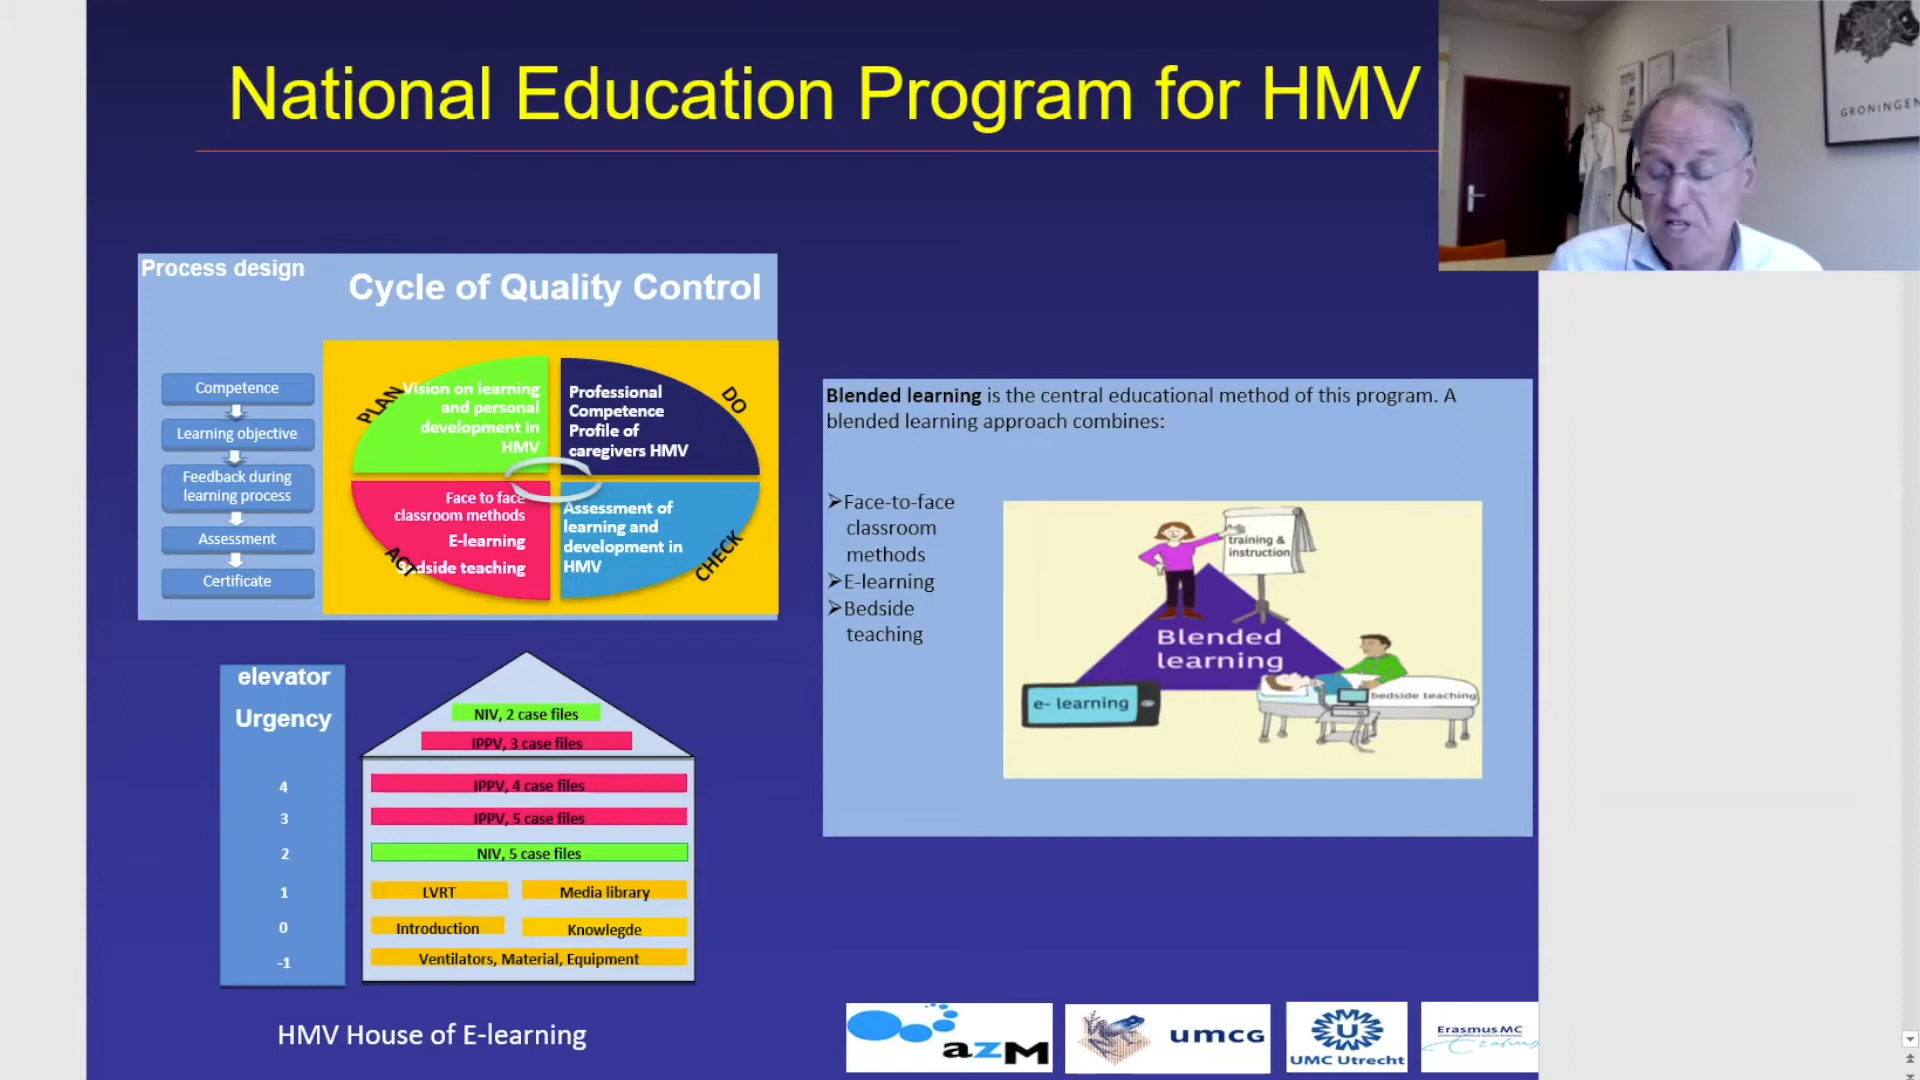 National Education Program for HMV
GRONINGEN
Process design
Cycle of Quality Control
Competence
Learning objective
Feedback during
learning process
Assessment
Certificate
PLAN
Vision on learning
and personal
development in
HMV
DO
Professional
Competence
Profile of
caregivers HMV
ACT
Face to face
classroom methods
E-learning
Bedside teaching
CHECK
Assessment of
learning and
development in
HMV
Blended learning is the central educational method of this program. A
blended learning approach combines:
➢Face-to-face
classroom
methods
➢E-learning
➢Bedside
teaching
training &
instruction
Blended
learning
e- learning
bedside teaching
elevator
Urgency
4
3
2
1
0
-1
NIV, 2 case files
IPPV, 3 case files
IPPV, 4 case files
IPPV, 5 case files
NIV, 5 case files
LVRT
Media library
Introduction
Knowlegde
Ventilators, Material, Equipment
HMV House of E-learning
azM
umcg
UMC Utrecht
Erasmus MC
Erasmus